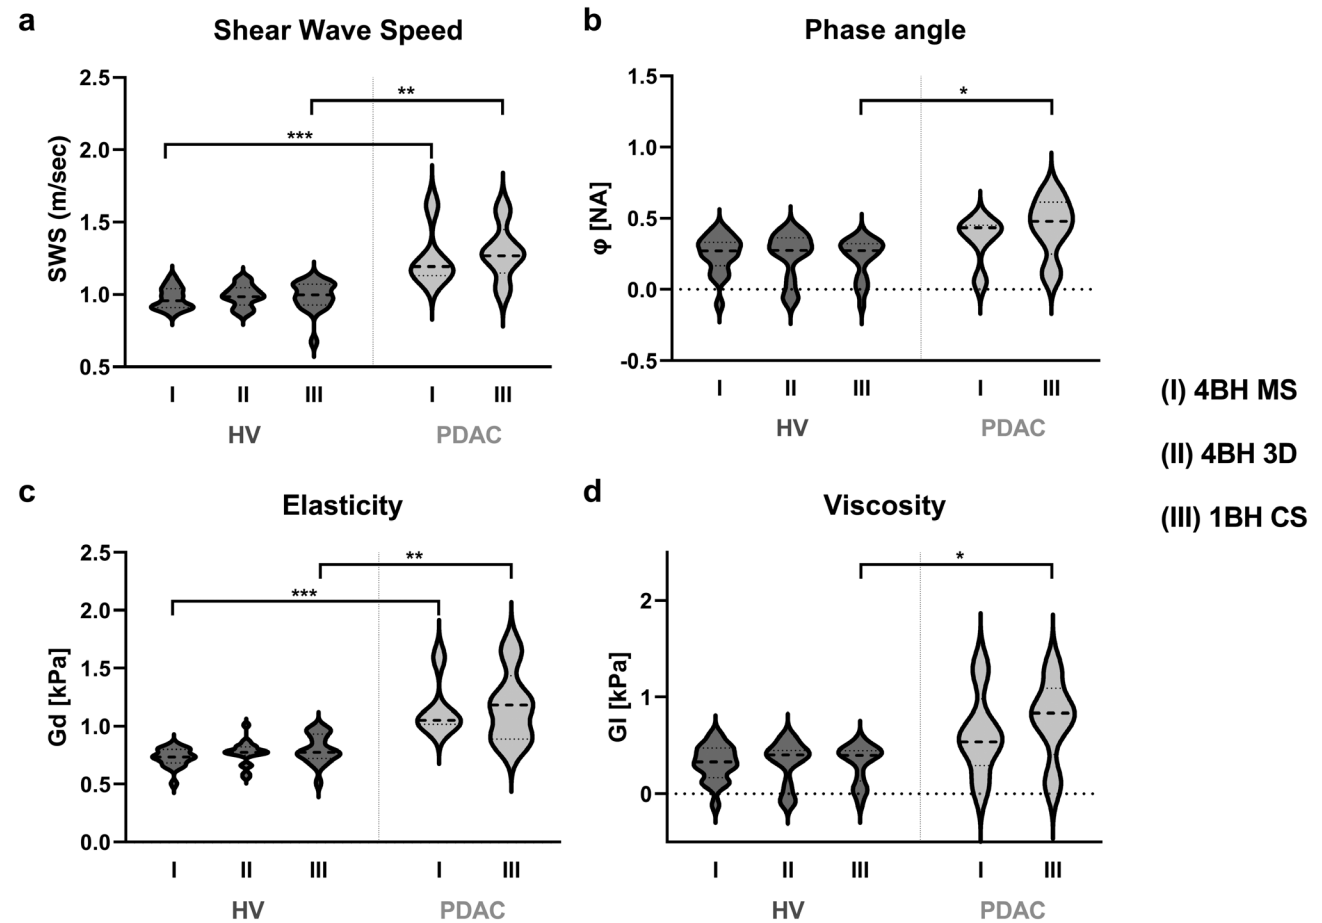 a
Shear Wave Speed
SWS (m/sec)
2.5
2.0
1.5
1.0
0.5
***
**
I II III I III
HV PDAC
b
Phase angle
φ [NA]
1.5
1.0
0.5
0.0
-0.5
*
I II III I III
HV PDAC
(I) 4BH MS
(II) 4BH 3D
(III) 1BH CS
c
Elasticity
Gd [kPa]
2.5
2.0
1.5
1.0
0.5
0.0
***
**
I II III I III
HV PDAC
d
Viscosity
Gl [kPa]
2
1
0
*
I II III I III
HV PDAC